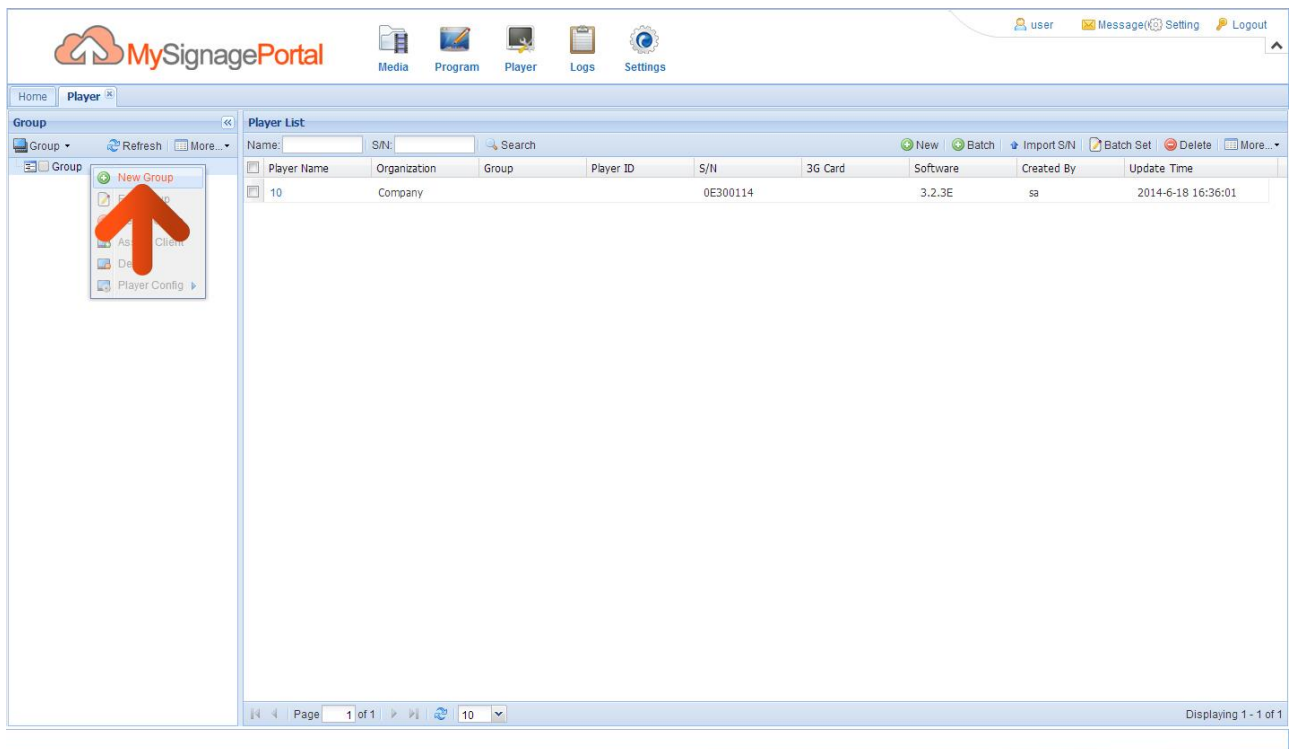 user Message( Setting Logout
MySignagePortal
Media Program Player Logs Settings
Home Player
Group Player List
Group Refresh More... Name: S/N: Search New Batch Import S/N Batch Set Delete More...
Group Player Name Organization Group Player ID S/N 3G Card Software Created By Update Time
New Group
10 Company 0E300114 3.2.3E sa 2014-6-18 16:36:01
Client
Player Config
Page 1 of 1 10 Displaying 1 - 1 of 1